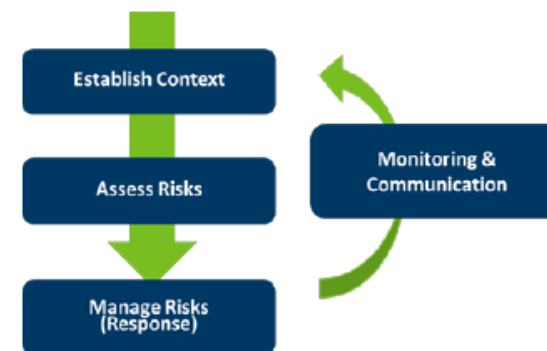 Establish Context
Assess Risks
Manage Risks
(Response)
Monitoring &
Communication